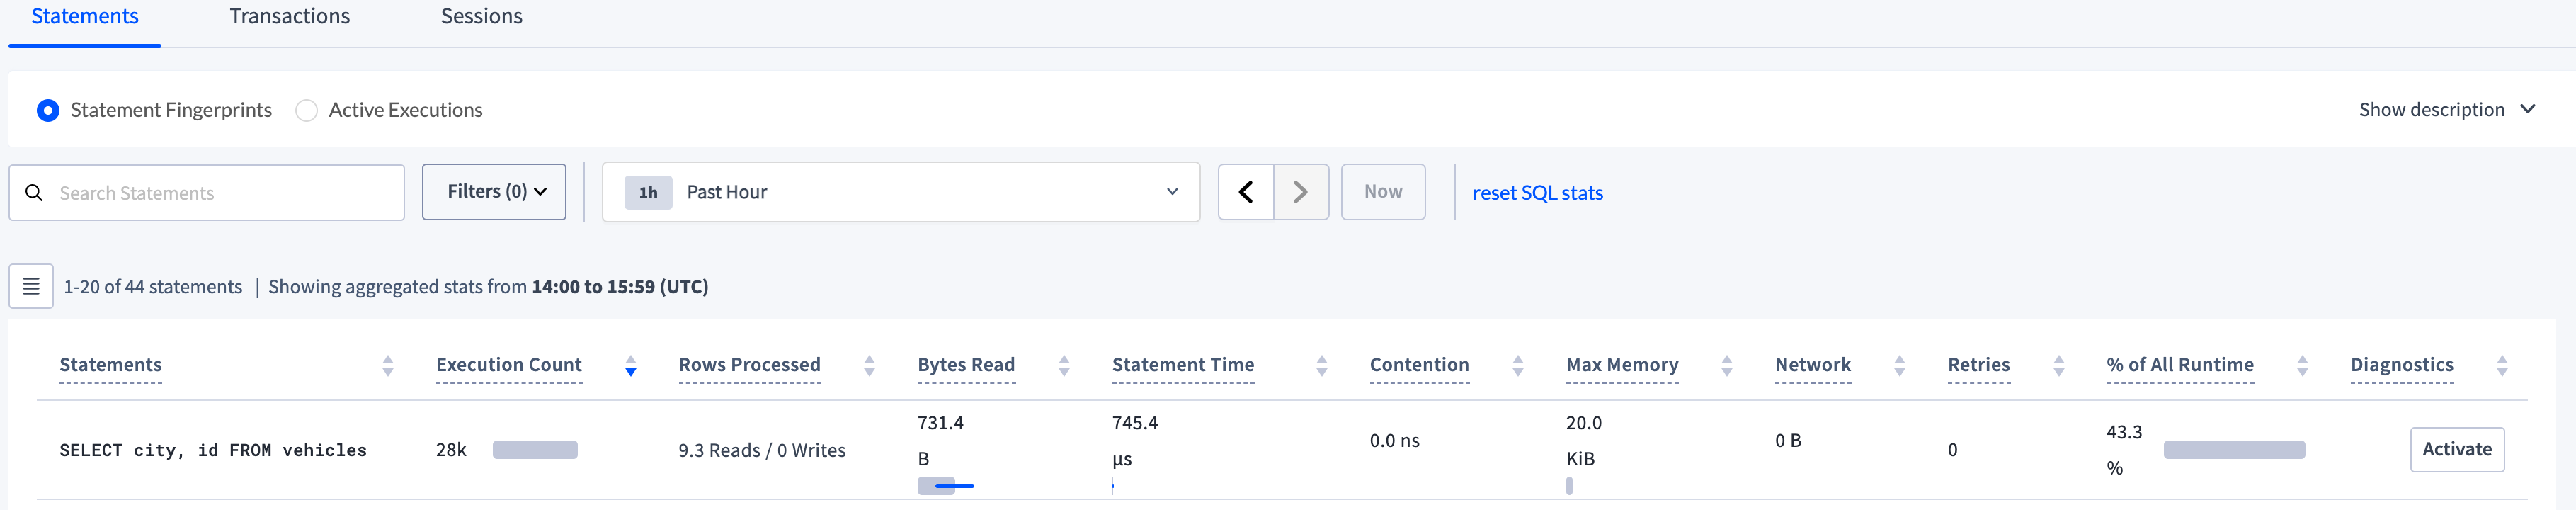 Statements Transactions Sessions
Statement Fingerprints Active Executions Show description
Search Statements Filters (0) 1h Past Hour Now reset SQL stats
1-20 of 44 statements | Showing aggregated stats from 14:00 to 15:59 (UTC)
Statements Execution Count Rows Processed Bytes Read Statement Time Contention Max Memory Network Retries % of All Runtime Diagnostics
SELECT city, id FROM vehicles 28k 9.3 Reads / 0 Writes 731.4 B 745.4 µs 0.0 ns 20.0 KiB 0 B 0 43.3 % Activate